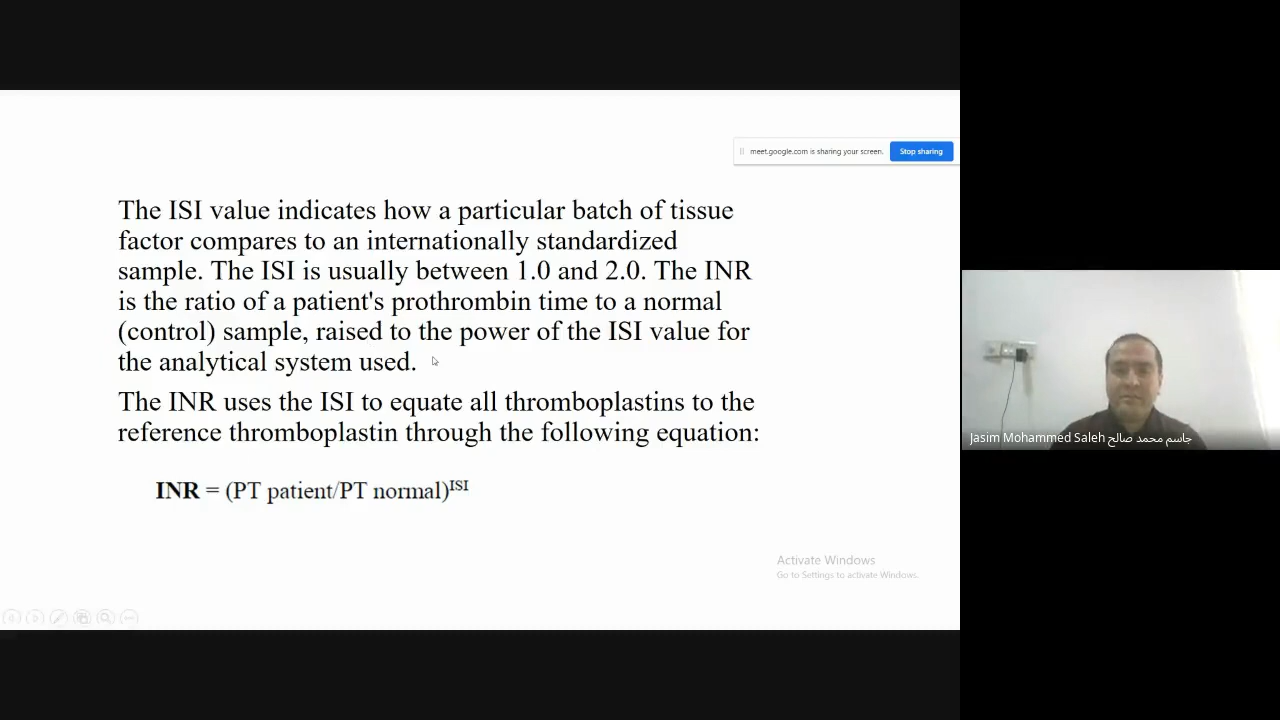 meet.google.com is sharing your screen.
Stop sharing
The ISI value indicates how a particular batch of tissue
factor compares to an internationally standardized
sample. The ISI is usually between 1.0 and 2.0. The INR
is the ratio of a patient's prothrombin time to a normal
(control) sample, raised to the power of the ISI value for
the analytical system used.
The INR uses the ISI to equate all thromboplastins to the
reference thromboplastin through the following equation:
INR = (PT patient/PT normal)ᴵˢᴵ
Activate Windows
Go to Settings to activate Windows.
Jasim Mohammed Saleh جاسم محمد صالح